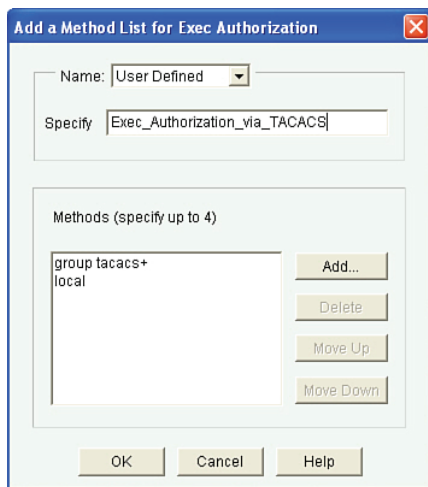 Add a Method List for Exec Authorization
Name: User Defined
Specify Exec_Authorization_via_TACACS
Methods (specify up to 4)
group tacacs+
local
Add...
Delete
Move Up
Move Down
OK Cancel Help